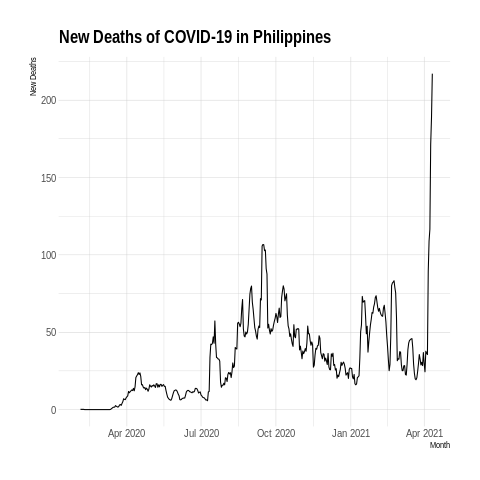 New Deaths of COVID-19 in Philippines
New Deaths
200
150
100
50
0
Apr 2020 Jul 2020 Oct 2020 Jan 2021 Apr 2021
Month